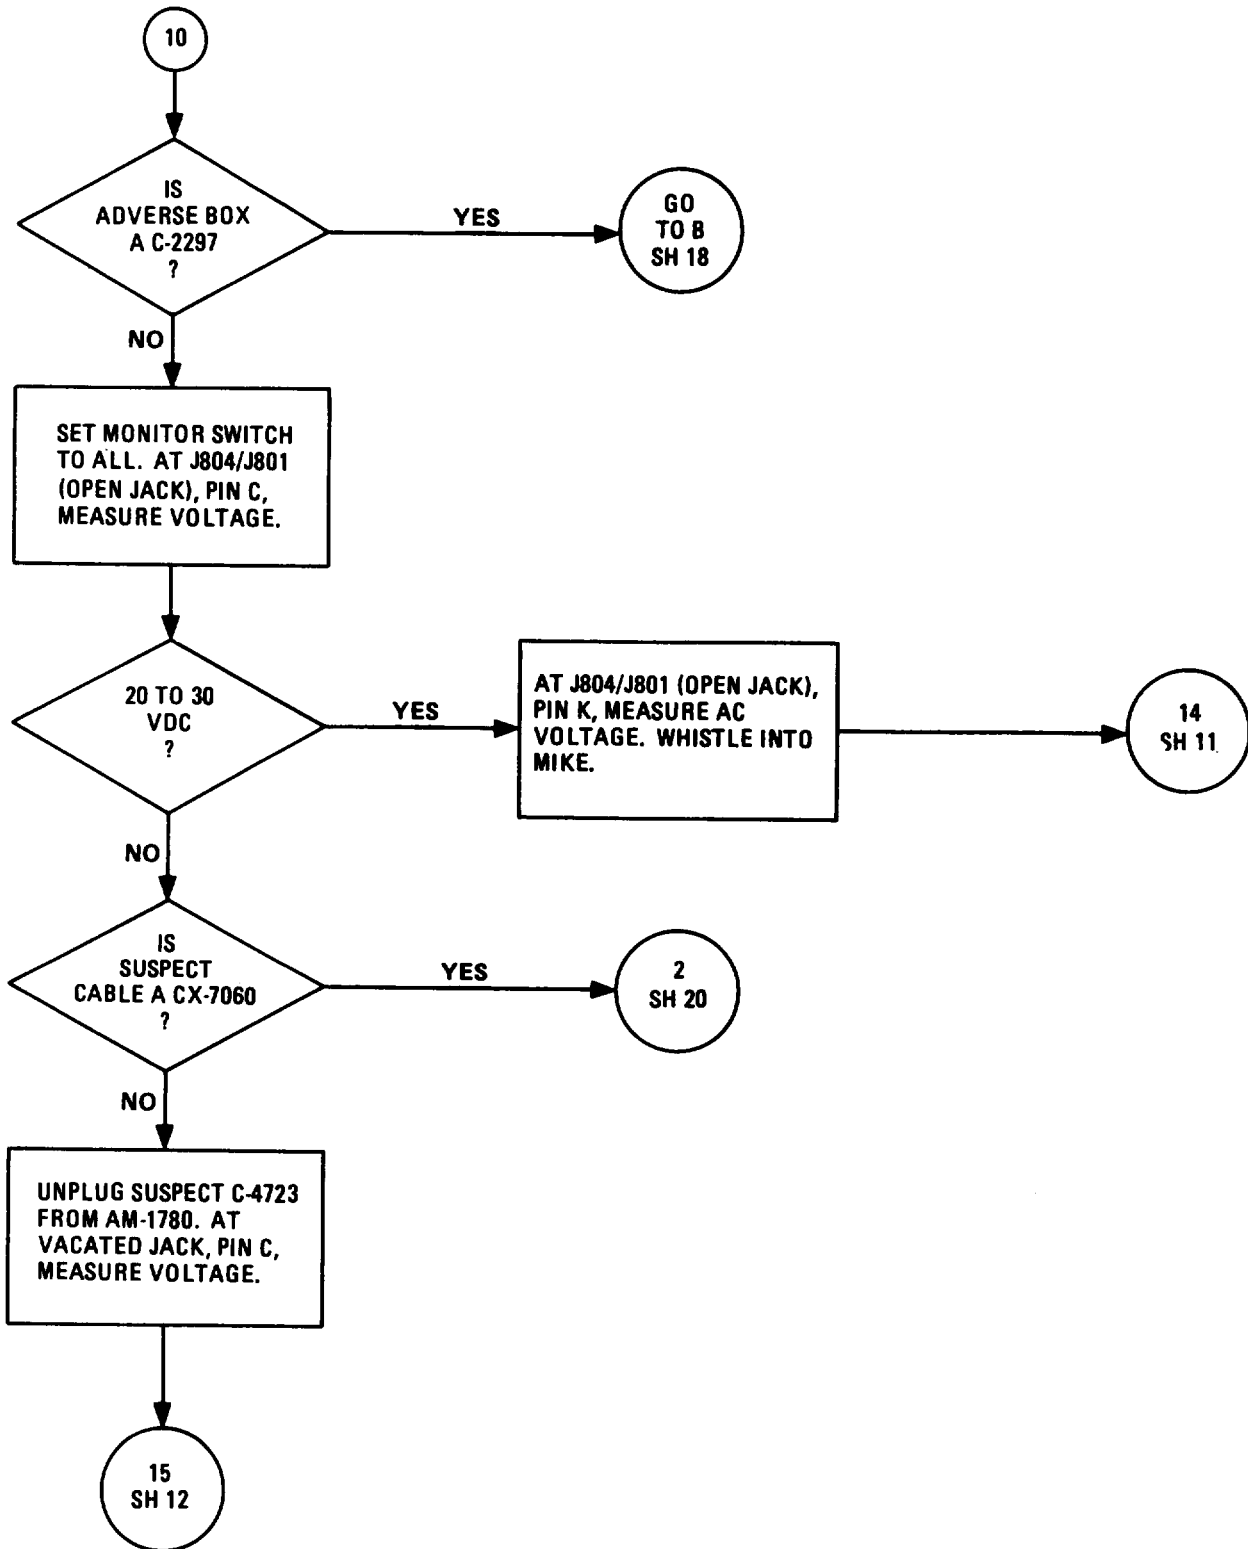 10
IS
ADVERSE BOX
A C-2297
?
YES
GO
TO B
SH 18
NO
SET MONITOR SWITCH
TO ALL. AT J804/J801
(OPEN JACK), PIN C,
MEASURE VOLTAGE.
20 TO 30
VDC
?
YES
AT J804/J801 (OPEN JACK),
PIN K, MEASURE AC
VOLTAGE. WHISTLE INTO
MIKE.
14
SH 11
NO
IS
SUSPECT
CABLE A CX-7060
?
YES
2
SH 20
NO
UNPLUG SUSPECT C-4723
FROM AM-1780. AT
VACATED JACK, PIN C,
MEASURE VOLTAGE.
15
SH 12